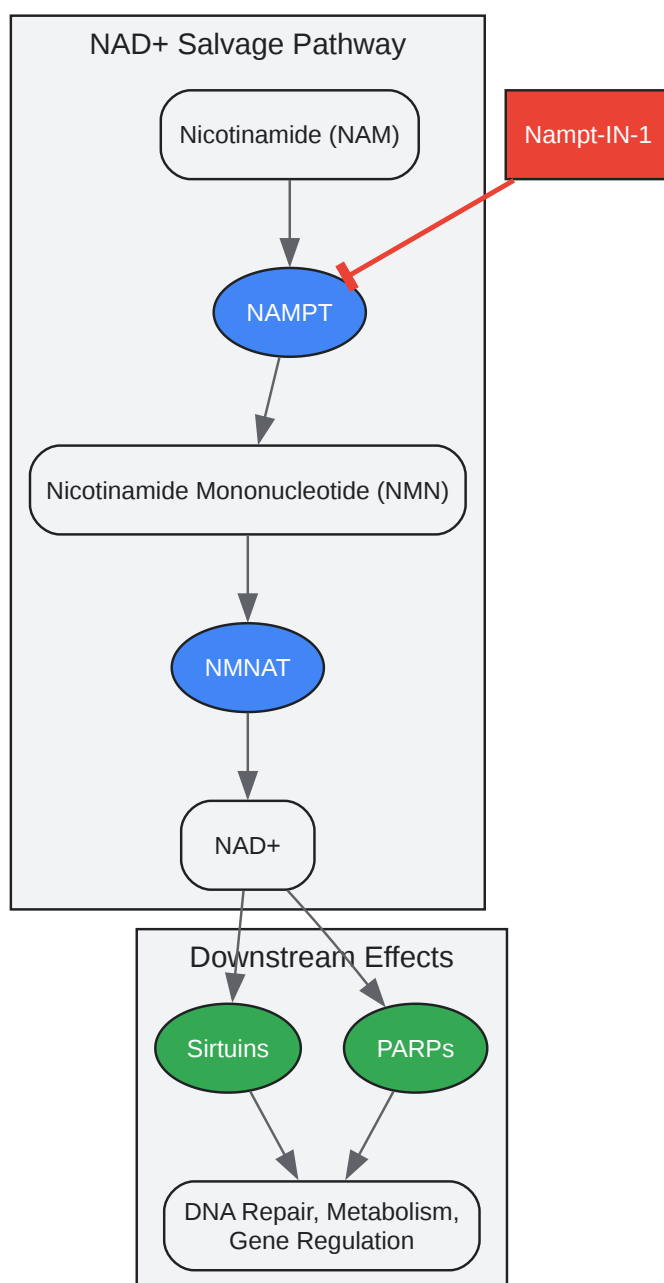 NAD+ Salvage Pathway
Nicotinamide (NAM)
Nampt-IN-1
NAMPT
Nicotinamide Mononucleotide (NMN)
NMNAT
NAD+
Downstream Effects
Sirtuins
PARPs
DNA Repair, Metabolism,
Gene Regulation